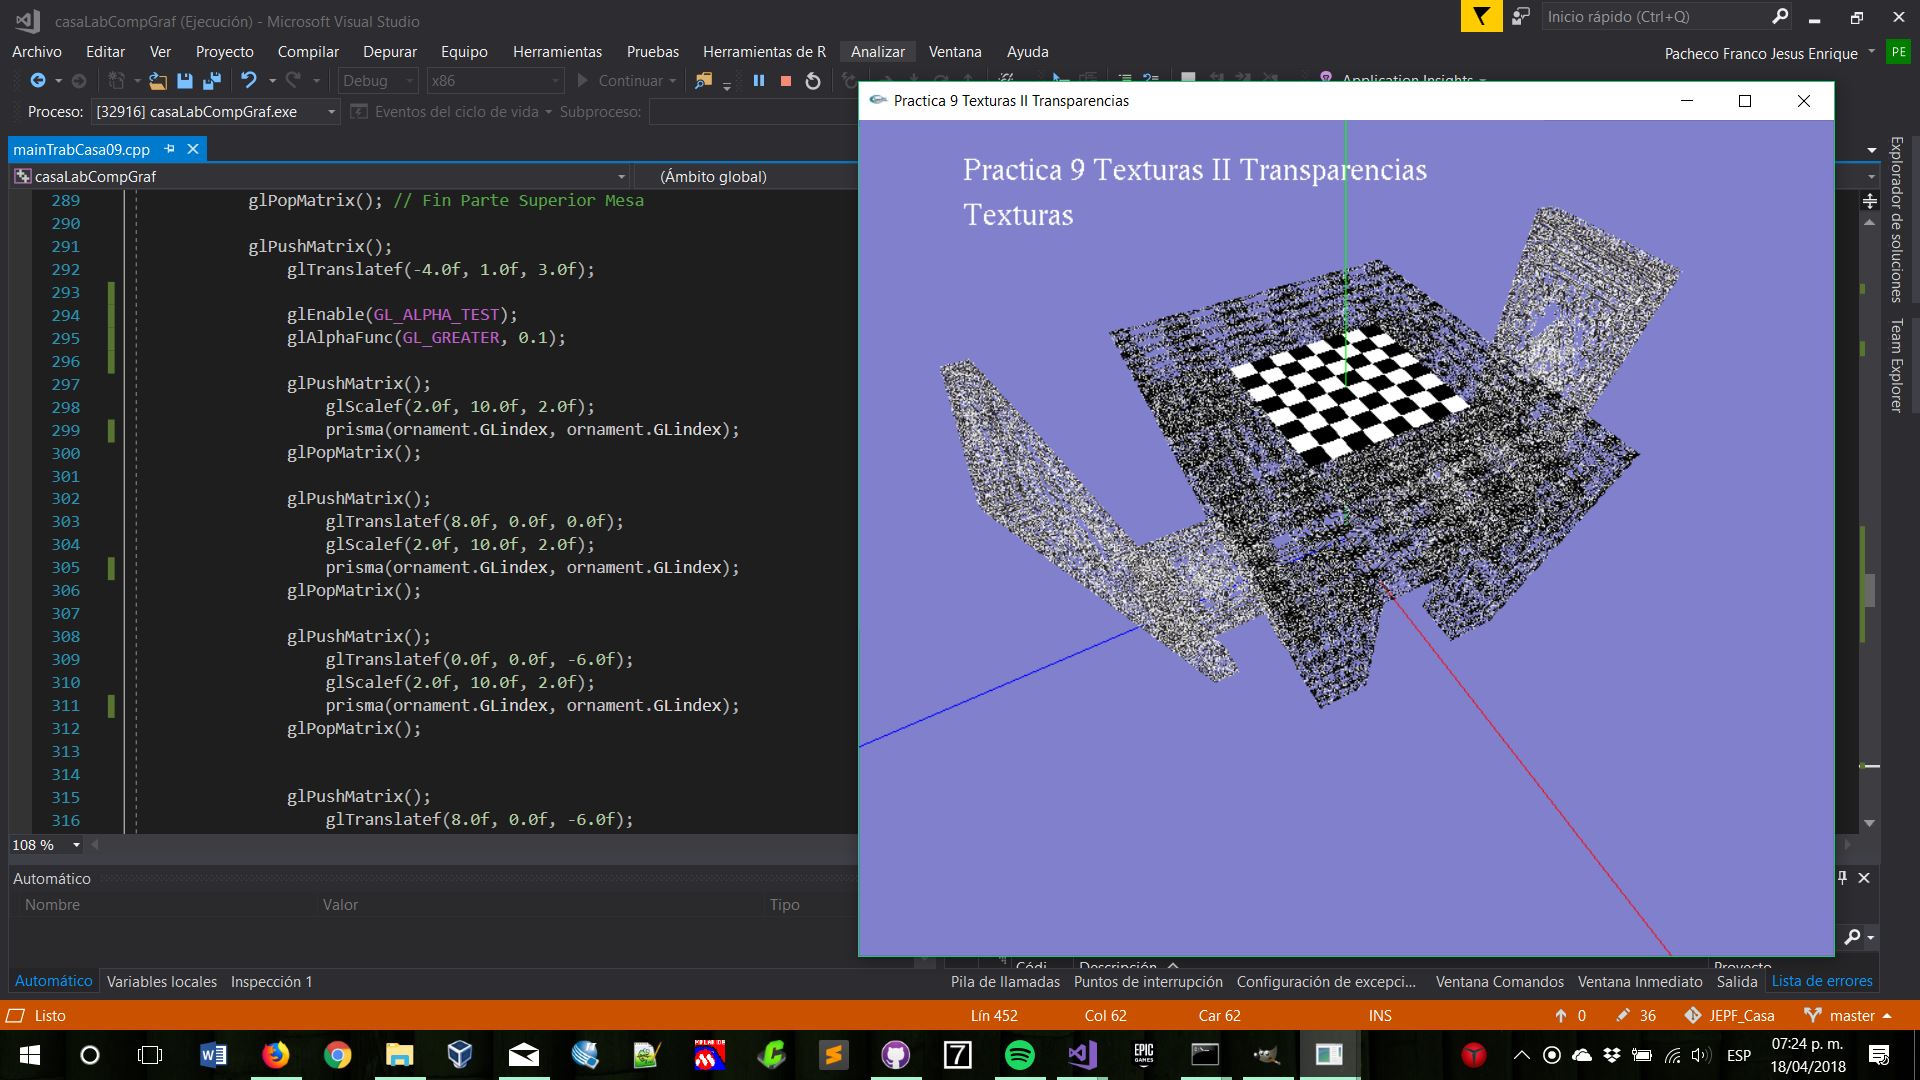 casaLabCompGraf (Ejecución) - Microsoft Visual Studio
Inicio rápido (Ctrl+Q)
Archivo Editar Ver Proyecto Compilar Depurar Equipo Herramientas Pruebas Herramientas de R Analizar Ventana Ayuda
Pacheco Franco Jesus Enrique PE
Debug x86 Continuar Application Insights
Proceso: [32916] casaLabCompGraf.exe Eventos del ciclo de vida Subproceso:
mainTrabCasa09.cpp
casaLabCompGraf (Ámbito global)
289 glPopMatrix(); // Fin Parte Superior Mesa
290
291 glPushMatrix();
292 glTranslatef(-4.0f, 1.0f, 3.0f);
293
294 glEnable(GL_ALPHA_TEST);
295 glAlphaFunc(GL_GREATER, 0.1);
296
297 glPushMatrix();
298 glScalef(2.0f, 10.0f, 2.0f);
299 prisma(ornament.GLindex, ornament.GLindex);
300 glPopMatrix();
301
302 glPushMatrix();
303 glTranslatef(8.0f, 0.0f, 0.0f);
304 glScalef(2.0f, 10.0f, 2.0f);
305 prisma(ornament.GLindex, ornament.GLindex);
306 glPopMatrix();
307
308 glPushMatrix();
309 glTranslatef(0.0f, 0.0f, -6.0f);
310 glScalef(2.0f, 10.0f, 2.0f);
311 prisma(ornament.GLindex, ornament.GLindex);
312 glPopMatrix();
313
314
315 glPushMatrix();
316 glTranslatef(8.0f, 0.0f, -6.0f);
108 %
Practica 9 Texturas II Transparencias
Practica 9 Texturas II Transparencias
Texturas
Explorador de soluciones
Team Explorer
Automático
Nombre Valor Tipo
Códi Descripción Proyecto
Automático Variables locales Inspección 1
Pila de llamadas Puntos de interrupción Configuración de excepci... Ventana Comandos Ventana Inmediato Salida Lista de errores
Listo Lín 452 Col 62 Car 62 INS 0 36 JEPF_Casa master
EPIC GAMES
ESP
07:24 p. m.
18/04/2018